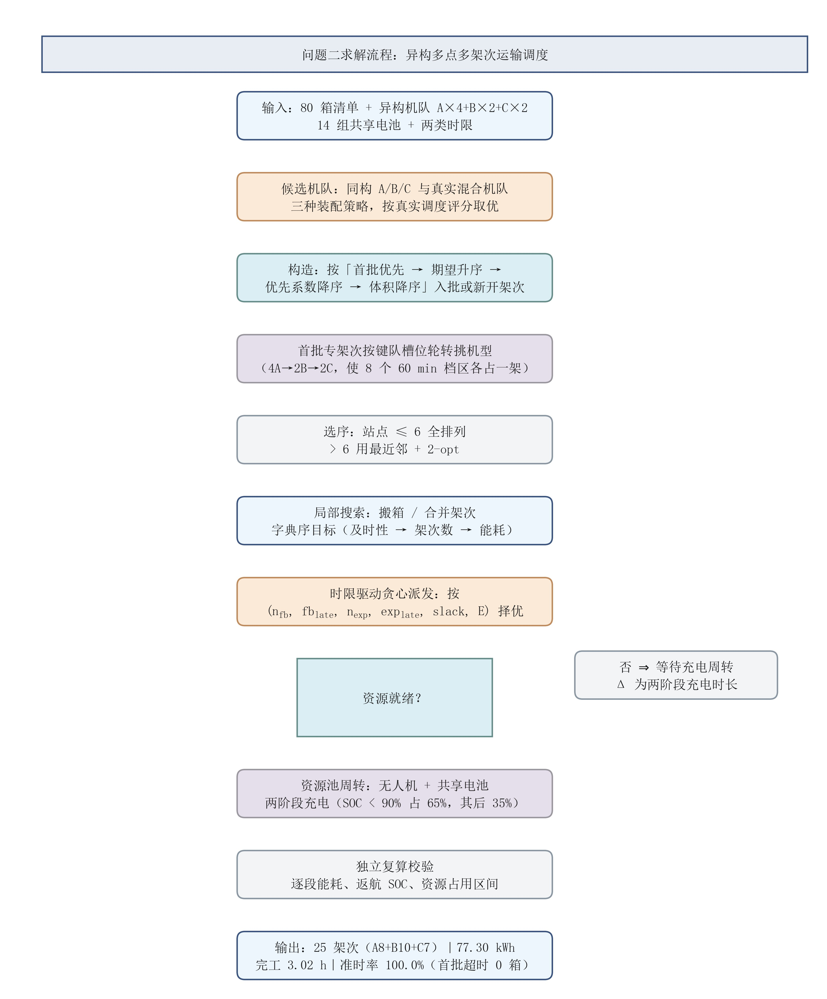 问题二求解流程：异构多点多架次运输调度
输入：80 箱清单 + 异构机队 A×4+B×2+C×2
14 组共享电池 + 两类时限
候选机队：同构 A/B/C 与真实混合机队
三种装配策略，按真实调度评分取优
构造：按「首批优先 → 期望升序 →
优先系数降序 → 体积降序」入批或新开架次
首批专架次按键队槽位轮转挑机型
（4A→2B→2C，使 8 个 60 min 档区各占一架）
选序：站点 ≤ 6 全排列
> 6 用最近邻 + 2-opt
局部搜索：搬箱 / 合并架次
字典序目标（及时性 → 架次数 → 能耗）
时限驱动贪心派发：按
(n_fb, fb_late, n_exp, exp_late, slack, E) 择优
否 ⇒ 等待充电周转
Δ 为两阶段充电时长
资源就绪？
资源池周转：无人机 + 共享电池
两阶段充电（SOC < 90% 占 65%，其后 35%）
独立复算校验
逐段能耗、返航 SOC、资源占用区间
输出：25 架次（A8+B10+C7）｜77.30 kWh
完工 3.02 h｜准时率 100.0%（首批超时 0 箱）